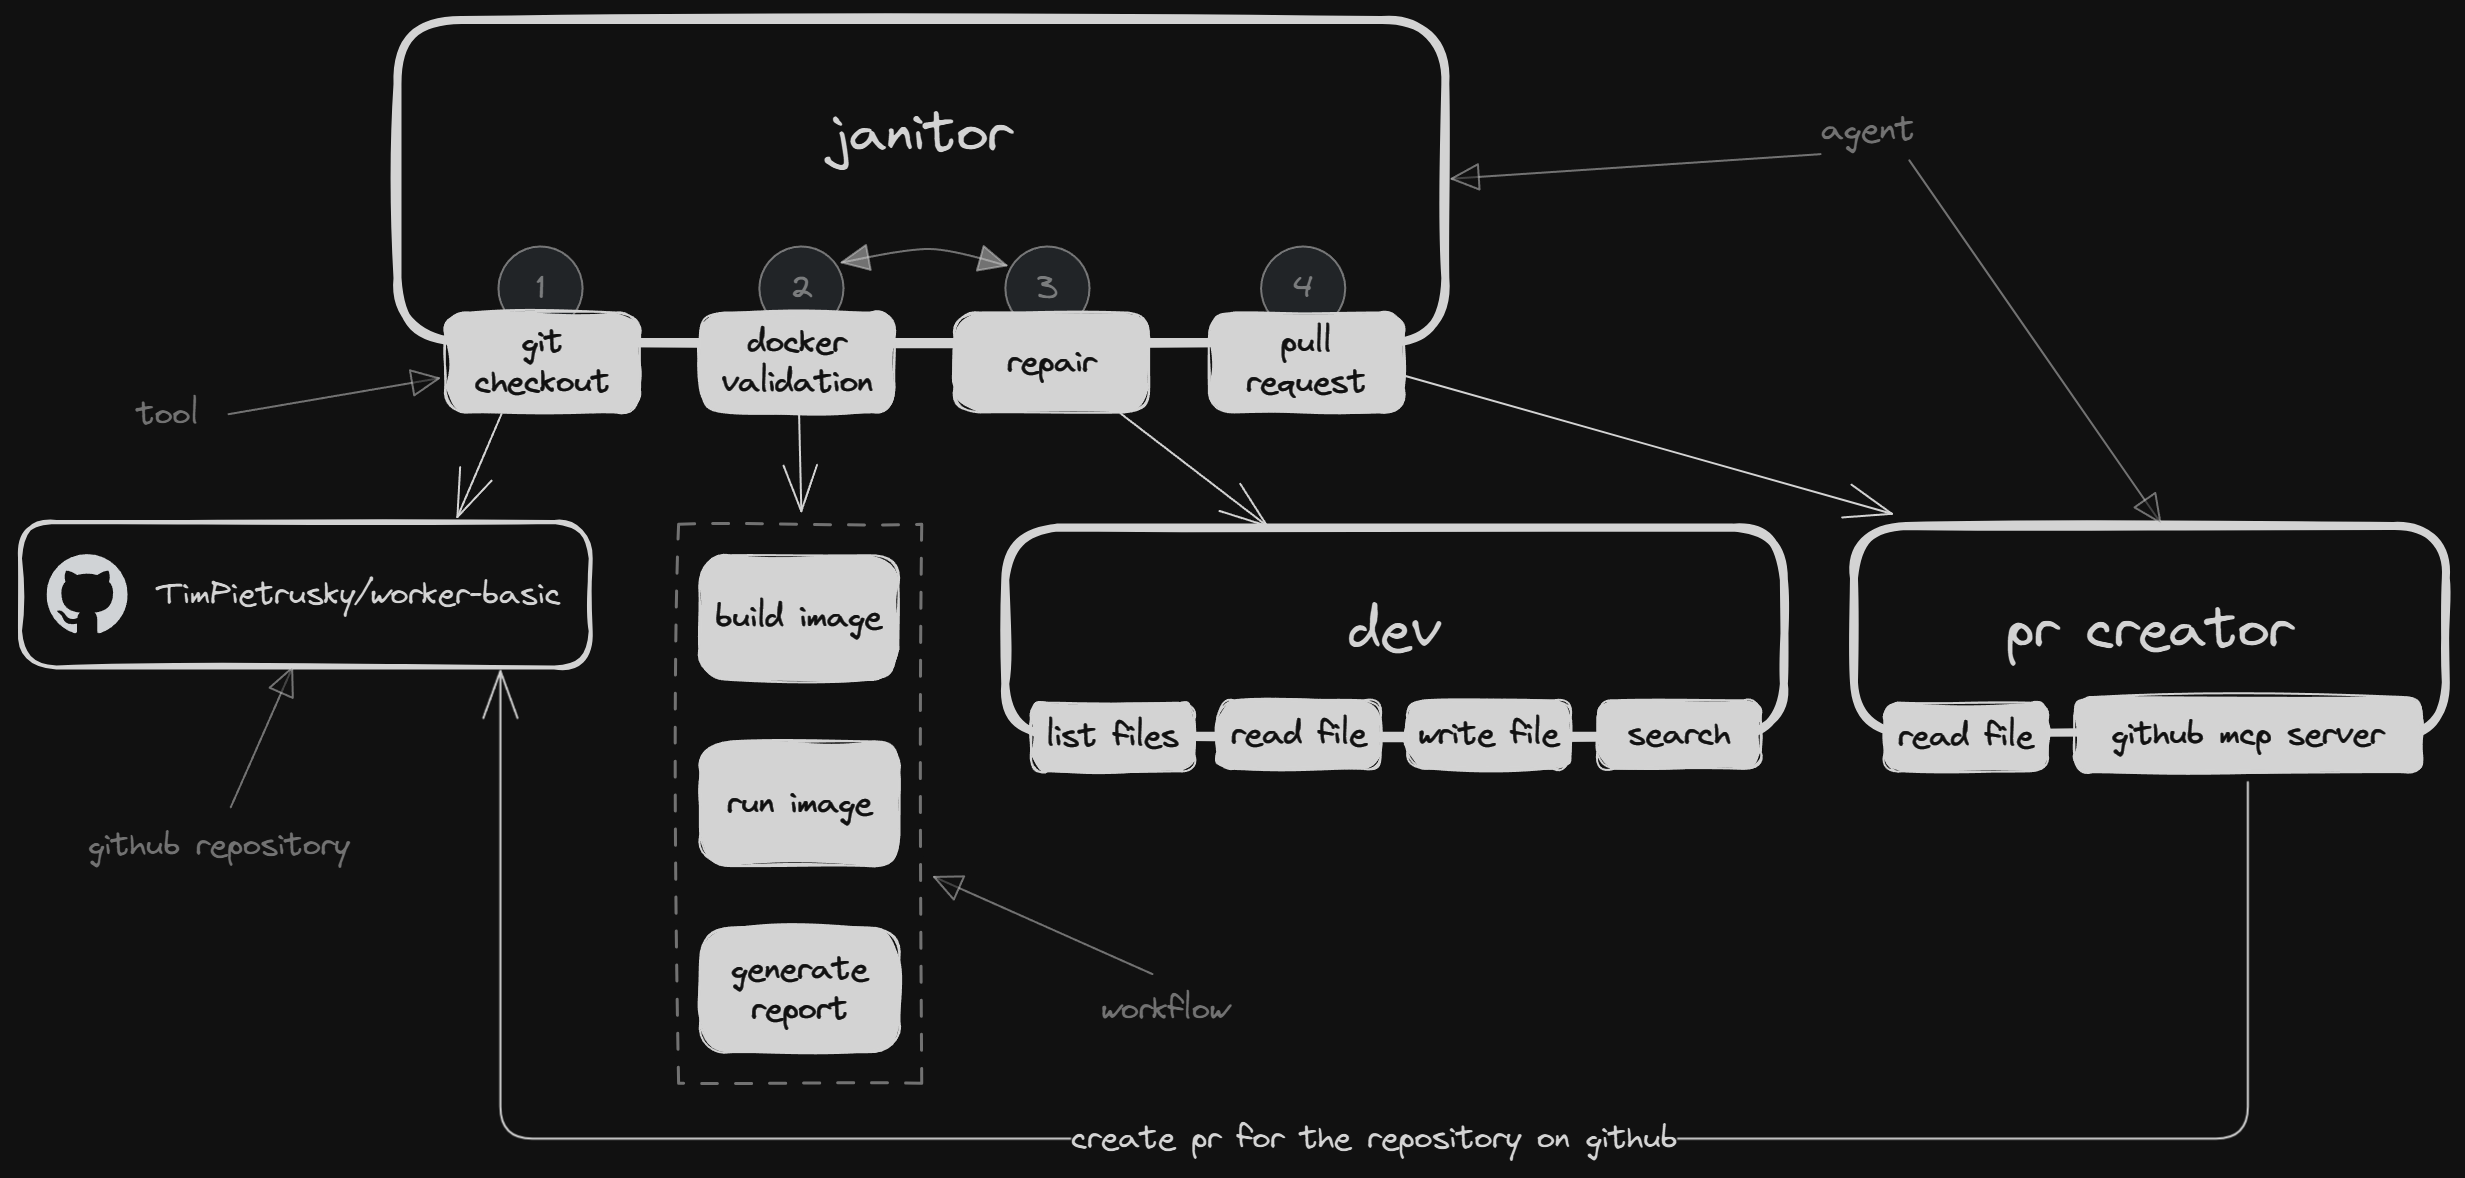 janitor
agent
1
2
3
4
git
checkout
docker
validation
repair
pull
request
tool
TimPietrusky/worker-basic
build image
dev
pr creator
list files
read file
write file
search
read file
github mcp server
run image
github repository
generate
report
workflow
create pr for the repository on github